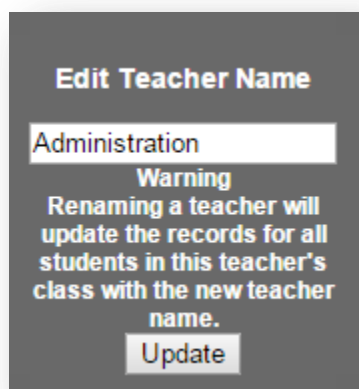 Edit Teacher Name
Administration
Warning
Renaming a teacher will
update the records for all
students in this teacher's
class with the new teacher
name.
Update